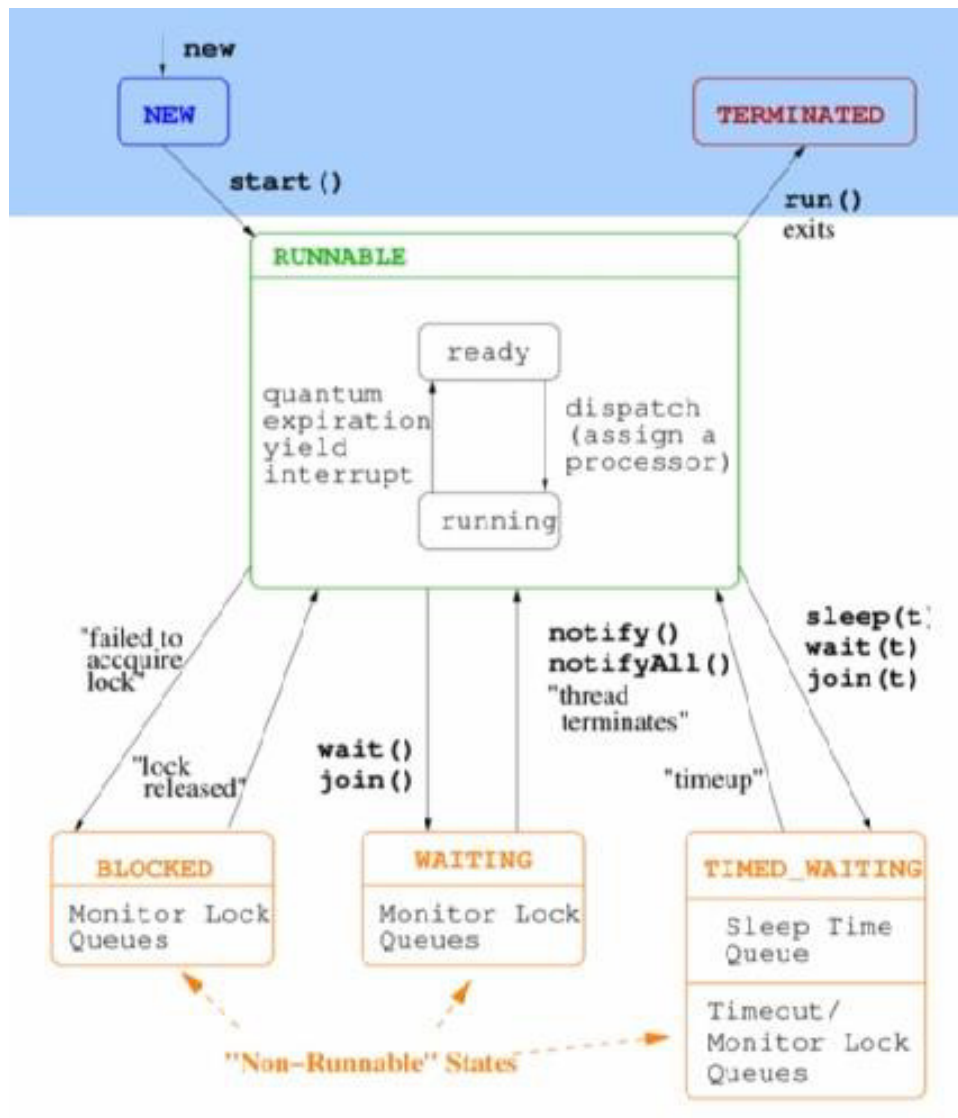 new
NEW
TERMINATED
start()
run()
exits
RUNNABLE
ready
quantum
expiration
yield
interrupt
dispatch
(assign a
processor)
running
"failed to
accquire
lock"
"lock
released"
wait()
join()
notify()
notifyAll()
"thread
terminates"
sleep(t)
wait(t)
join(t)
"timeup"
BLOCKED
Monitor Lock
Queues
WAITING
Monitor Lock
Queues
TIMED_WAITING
Sleep Time
Queue
Timecut/
Monitor Lock
Queues
"Non-Runnable" States